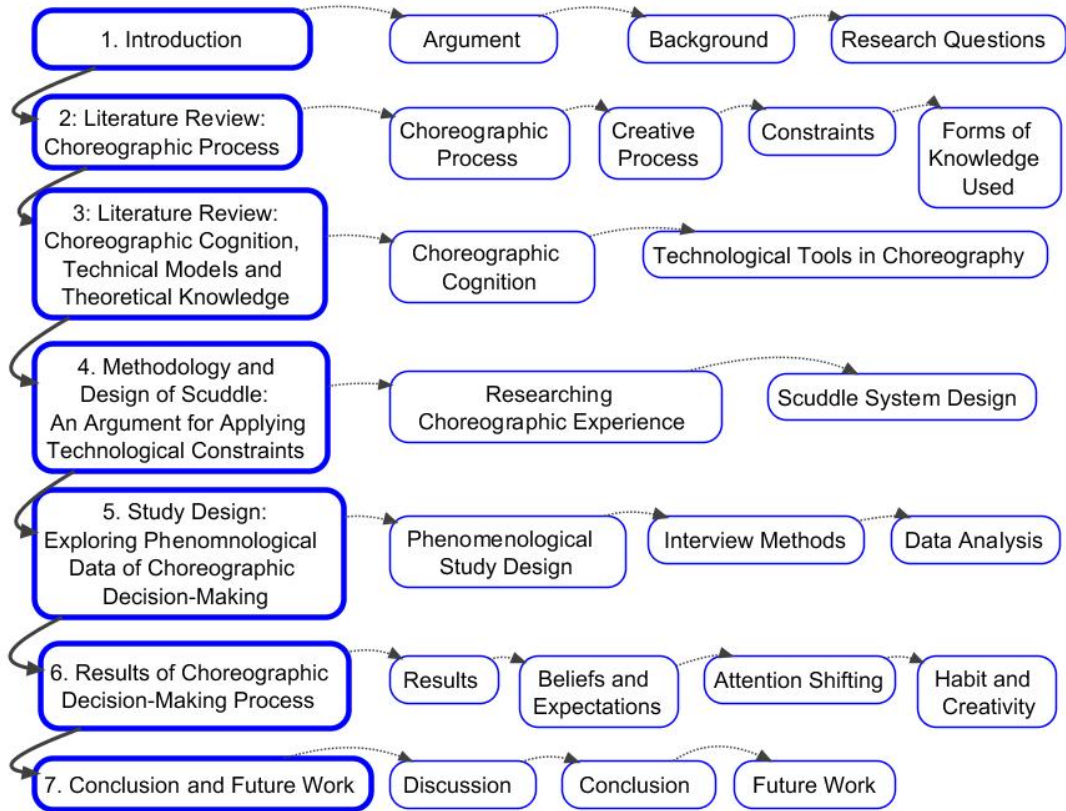 1. Introduction
Argument
Background
Research Questions
2: Literature Review:
Choreographic Process
Choreographic
Process
Creative
Process
Constraints
Forms of
Knowledge
Used
3: Literature Review:
Choreographic Cognition,
Technical Models and
Theoretical Knowledge
Choreographic
Cognition
Technological Tools in Choreography
4. Methodology and
Design of Scuddle:
An Argument for Applying
Technological Constraints
Researching
Choreographic Experience
Scuddle System Design
5. Study Design:
Exploring Phenomnological
Data of Choreographic
Decision-Making
Phenomenological
Study Design
Interview Methods
Data Analysis
6. Results of Choreographic
Decision-Making Process
Results
Beliefs and
Expectations
Attention Shifting
Habit and
Creativity
7. Conclusion and Future Work
Discussion
Conclusion
Future Work